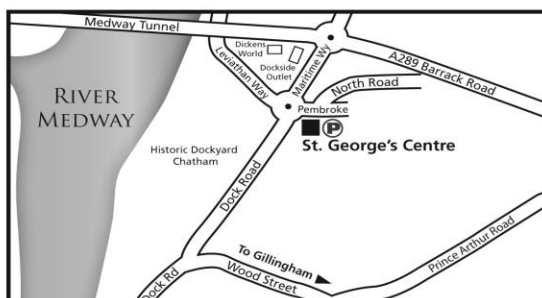 Medway Tunnel
Dickens
World
Dockside
Outlet
Leviathan Way
Maritime Wy
A289 Barrack Road
North Road
Pembroke
RIVER
MEDWAY
P
St. George's Centre
Historic Dockyard
Chatham
Dock Road
To Gillingham
Wood Street
Dock Rd
Prince Arthur Road